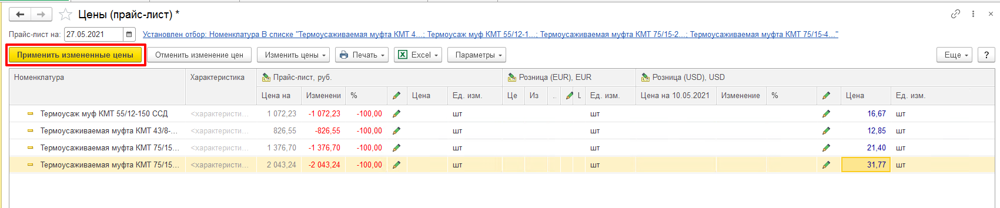 Цены (прайс-лист) *
Прайс-лист на: 27.05.2021 Установлен отбор: Номенклатура В списке "Термоусаживаемая муфта КМТ 4...; Термоусаж муф КМТ 55/12-1...; Термоусаживаемая муфта КМТ 75/15-2...; Термоусаживаемая муфта КМТ 75/15-4..."
Применить измененные цены Отменить изменение цен Изменить цены Печать Excel Параметры Еще ?
Номенклатура Характеристика Прайс-лист, руб. Розница (EUR), EUR Розница (USD), USD
Цена на Изменени % Цена Ед. изм. Це Из .. L Ед. изм. Цена на 10.05.2021 Изменение % Цена Ед. изм.
Термоусаж муф КМТ 55/12-150 ССД <характеристи... 1 072,23 -1 072,23 -100,00 шт шт 16,67 шт
Термоусаживаемая муфта КМТ 43/8-... <характеристи... 826,55 -826,55 -100,00 шт шт 12,85 шт
Термоусаживаемая муфта КМТ 75/15... <характеристи... 1 376,70 -1 376,70 -100,00 шт шт 21,40 шт
Термоусаживаемая муфта КМТ 75/15... <характеристи... 2 043,24 -2 043,24 -100,00 шт шт 31,77 шт